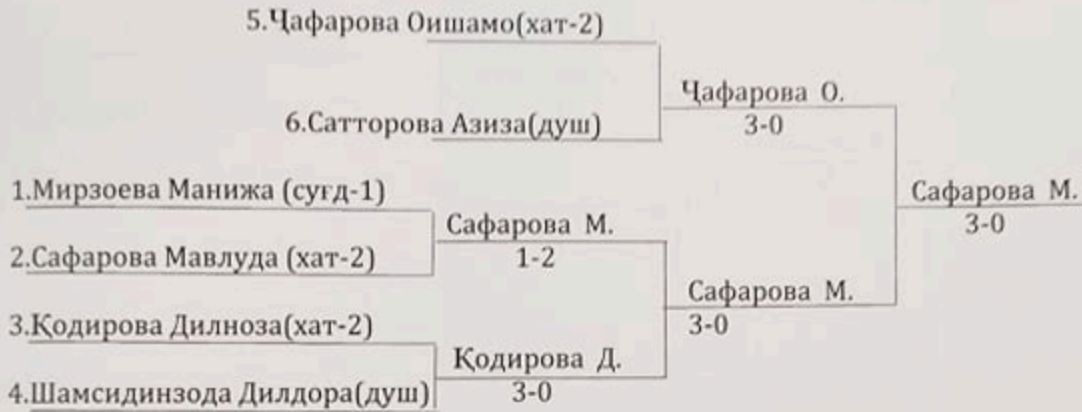 5.Ҷафарова Оишамо(хат-2)
Ҷафарова О.
3-0
6.Сатторова Азиза(душ)
1.Мирзоева Манижа (суғд-1)
Сафарова М.
3-0
Сафарова М.
1-2
2.Сафарова Мавлуда (хат-2)
Сафарова М.
3-0
3.Қодирова Дилноза(хат-2)
Қодирова Д.
3-0
4.Шамсидинзода Дилдора(душ)